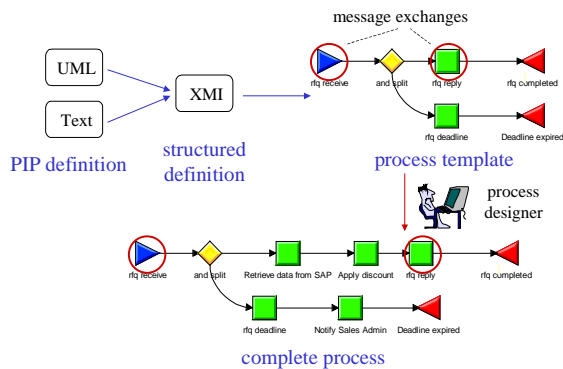 message exchanges
UML
XMI
Text
rfq receive
and split
rfq reply
rfq completed
rfq deadline
Deadline expired
PIP definition
structured
definition
process template
process
designer
rfq receive
and split
Retrieve data from SAP
Apply discount
rfq reply
rfq completed
rfq deadline
Notify Sales Admin
Deadline expired
complete process